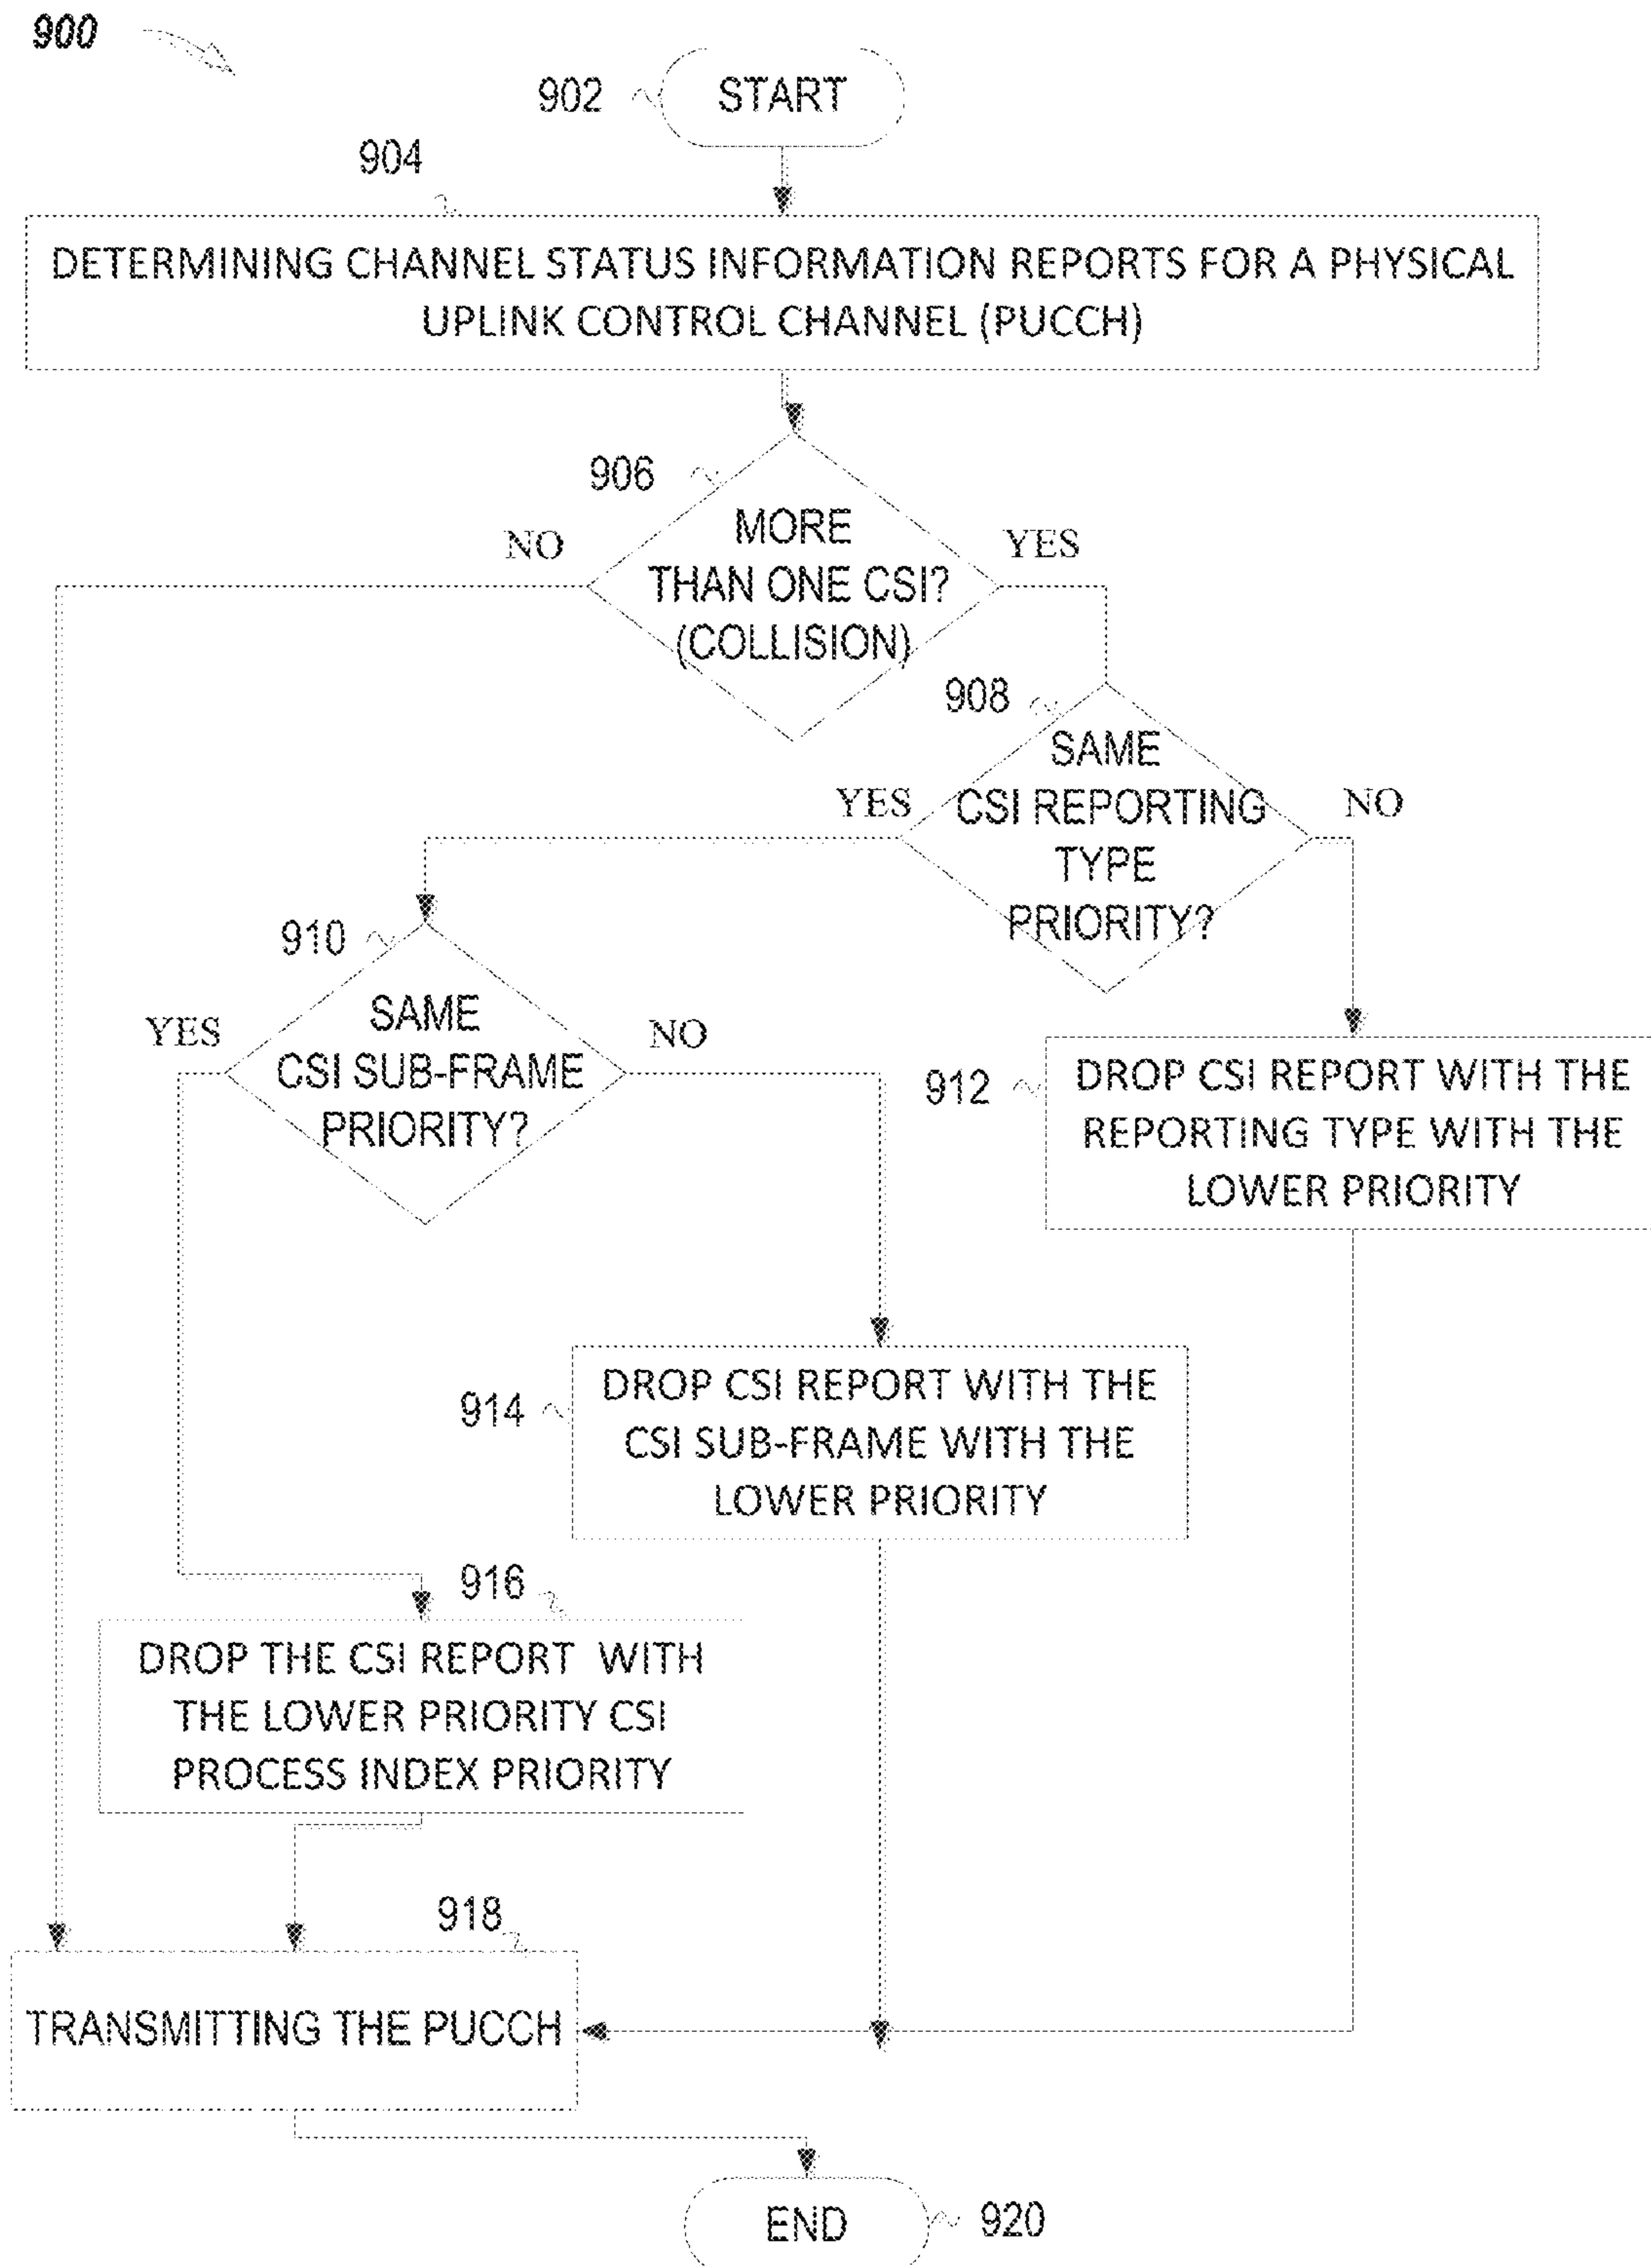 900
902
START
904
DETERMINING CHANNEL STATUS INFORMATION REPORTS FOR A PHYSICAL
UPLINK CONTROL CHANNEL (PUCCH)
906
MORE
THAN ONE CSI?
(COLLISION)
NO
YES
908
SAME
CSI REPORTING
TYPE
PRIORITY?
YES
NO
910
SAME
CSI SUB-FRAME
PRIORITY?
YES
NO
912
DROP CSI REPORT WITH THE
REPORTING TYPE WITH THE
LOWER PRIORITY
914
DROP CSI REPORT WITH THE
CSI SUB-FRAME WITH THE
LOWER PRIORITY
916
DROP THE CSI REPORT WITH
THE LOWER PRIORITY CSI
PROCESS INDEX PRIORITY
918
TRANSMITTING THE PUCCH
END
920